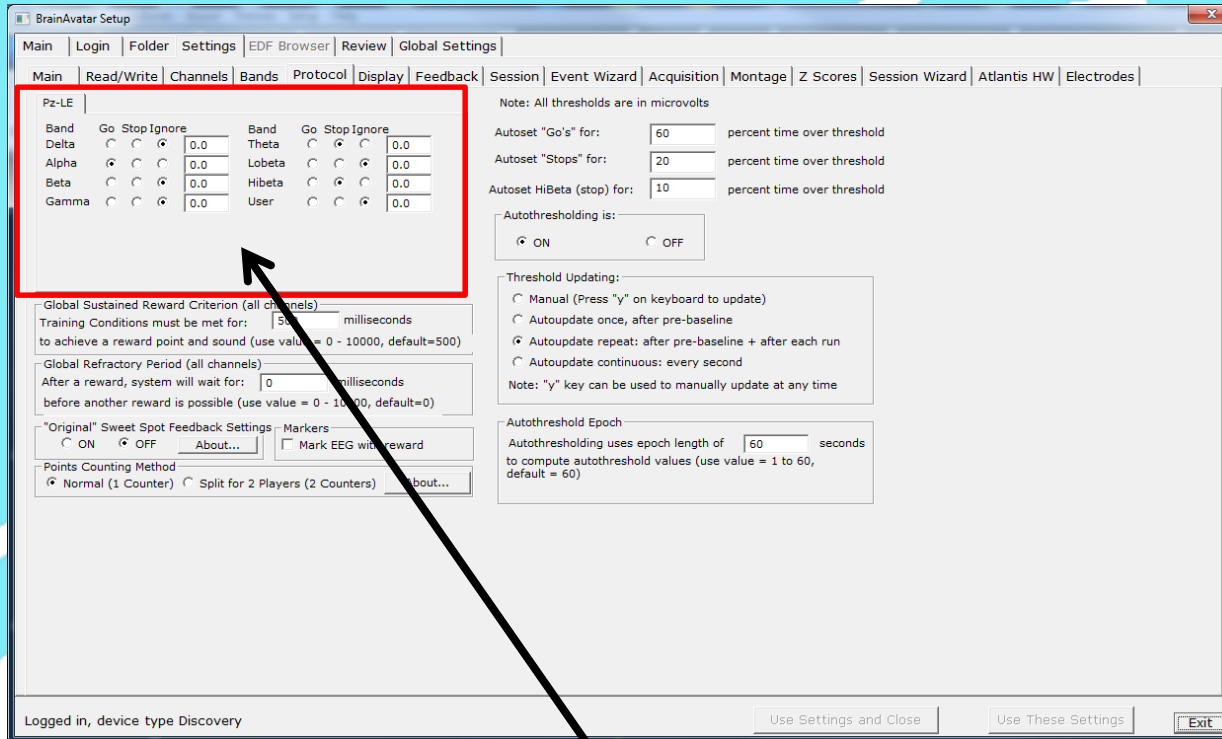 BrainAvatar Setup
Main Login Folder Settings EDF Browser Review Global Settings
Main Read/Write Channels Bands Protocol Display Feedback Session Event Wizard Acquisition Montage Z Scores Session Wizard Atlantis HW Electrodes
Pz-LE
Band Go Stop Ignore Band Go Stop Ignore
Delta 0.0 Theta 0.0
Alpha 0.0 Lobeta 0.0
Beta 0.0 Hibeta 0.0
Gamma 0.0 User 0.0
Global Sustained Reward Criterion (all channels)
Training Conditions must be met for: 500 milliseconds
to achieve a reward point and sound (use value = 0 - 10000, default=500)
Global Refractory Period (all channels)
After a reward, system will wait for: 0 milliseconds
before another reward is possible (use value = 0 - 10000, default=0)
"Original" Sweet Spot Feedback Settings Markers
ON OFF About... Mark EEG with reward
Points Counting Method
Normal (1 Counter) Split for 2 Players (2 Counters) About...
Note: All thresholds are in microvolts
Autoset "Go's" for: 60 percent time over threshold
Autoset "Stops" for: 20 percent time over threshold
Autoset HiBeta (stop) for: 10 percent time over threshold
Autothresholding is:
ON OFF
Threshold Updating:
Manual (Press "y" on keyboard to update)
Autoupdate once, after pre-baseline
Autoupdate repeat: after pre-baseline + after each run
Autoupdate continuous: every second
Note: "y" key can be used to manually update at any time
Autothreshold Epoch
Autothresholding uses epoch length of 60 seconds
to compute autothreshold values (use value = 1 to 60,
default = 60)
Logged in, device type Discovery Use Settings and Close Use These Settings Exit